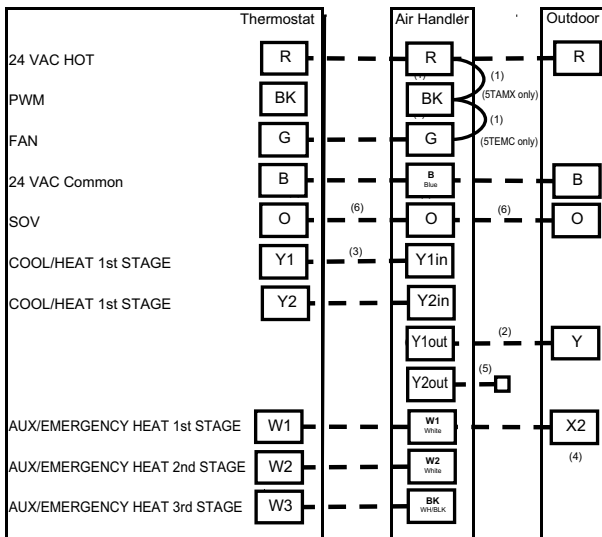 Thermostat Air Handler Outdoor
24 VAC HOT R R R
(1)
(5TAMX only)
PWM BK BK
(1)
(5TEMC only)
FAN G G
24 VAC Common B B Blue B
SOV O (6) O (6) O
COOL/HEAT 1st STAGE Y1 (3) Y1in
COOL/HEAT 1st STAGE Y2 Y2in
Y1out (2) Y
Y2out (5)
AUX/EMERGENCY HEAT 1st STAGE W1 W1 White X2
(4)
AUX/EMERGENCY HEAT 2nd STAGE W2 W2 White
AUX/EMERGENCY HEAT 3rd STAGE W3 BK WH/BLK